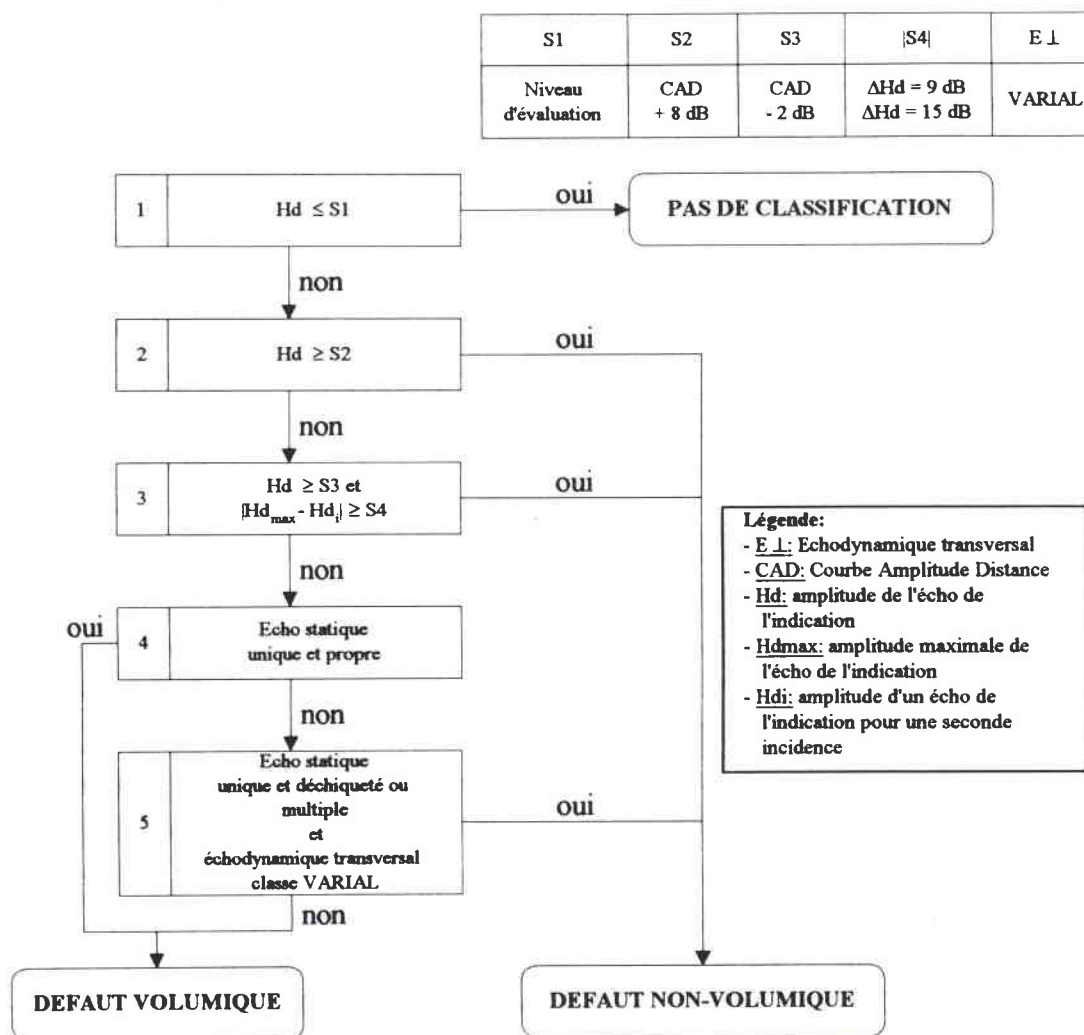 S1 S2 S3 |S4| E ⊥
Niveau CAD CAD ΔHd = 9 dB VARIAL
d'évaluation + 8 dB - 2 dB ΔHd = 15 dB
1 Hd ≤ S1
oui
PAS DE CLASSIFICATION
non
2 Hd ≥ S2
oui
non
3 Hd ≥ S3 et
|Hdmax - Hdi| ≥ S4
oui
non
oui
4 Echo statique
unique et propre
non
5 Echo statique
unique et déchiqueté ou
multiple
et
échodynamique transversal
classe VARIAL
oui
non
Légende:
- E ⊥: Echodynamique transversal
- CAD: Courbe Amplitude Distance
- Hd: amplitude de l'écho de
l'indication
- Hdmax: amplitude maximale de
l'écho de l'indication
- Hdi: amplitude d'un écho de
l'indication pour une seconde
incidence
DEFAUT VOLUMIQUE
DEFAUT NON-VOLUMIQUE